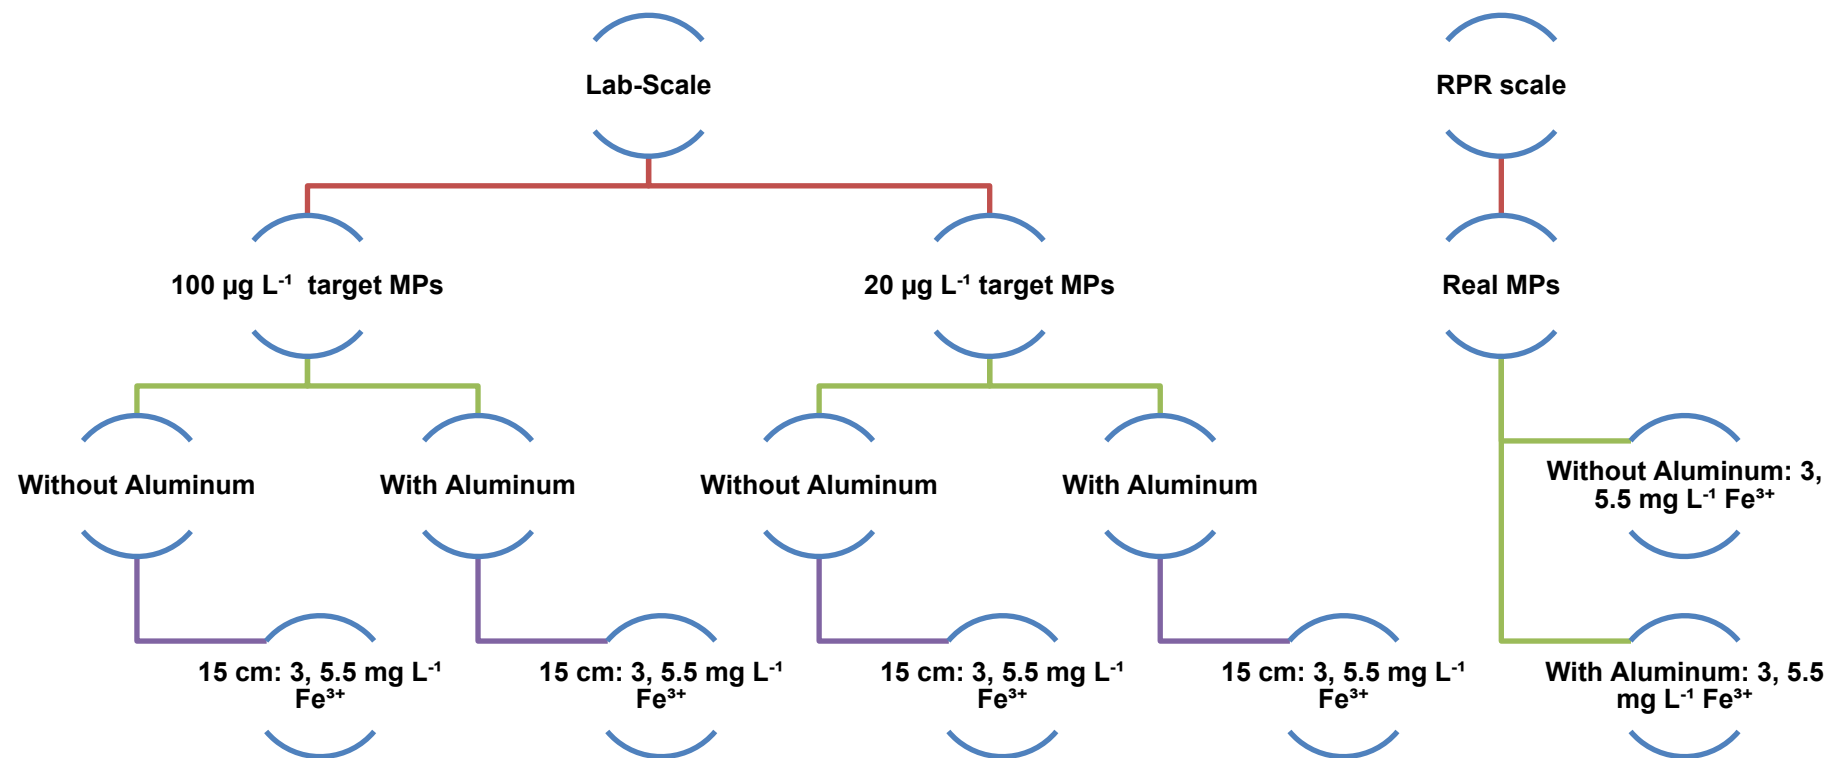 Lab-Scale
RPR scale
100 µg L⁻¹ target MPs
20 µg L⁻¹ target MPs
Real MPs
Without Aluminum
With Aluminum
Without Aluminum
With Aluminum
Without Aluminum: 3,
5.5 mg L⁻¹ Fe³⁺
15 cm: 3, 5.5 mg L⁻¹
Fe³⁺
15 cm: 3, 5.5 mg L⁻¹
Fe³⁺
15 cm: 3, 5.5 mg L⁻¹
Fe³⁺
15 cm: 3, 5.5 mg L⁻¹
Fe³⁺
With Aluminum: 3, 5.5
mg L⁻¹ Fe³⁺